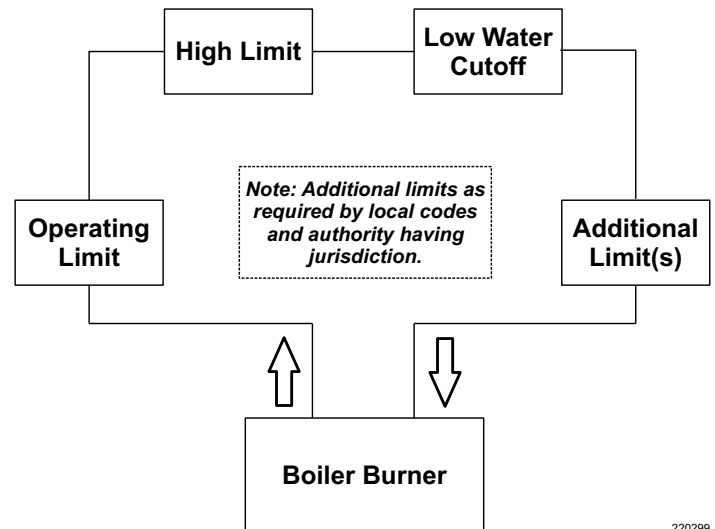 High Limit
Low Water
Cutoff
Note: Additional limits as
required by local codes
and authority having
jurisdiction.
Operating
Limit
Additional
Limit(s)
Boiler Burner
220299